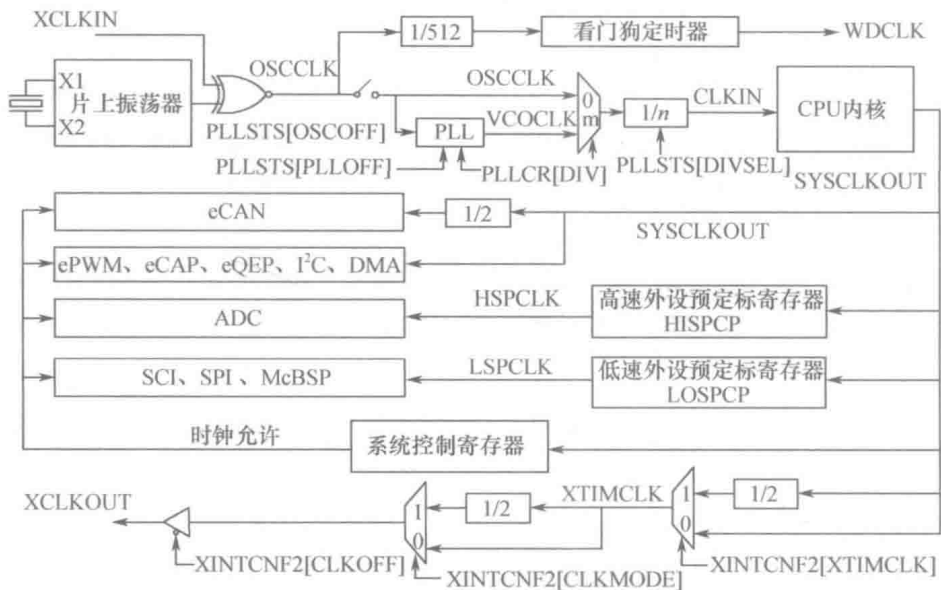 XCLKIN
1/512
看门狗定时器
WDCLK
X1
片上振荡器
X2
OSCCLK
OSCCLK
VCOCLK
PLL
0
m
1/n
CLKIN
CPU内核
PLLSTS[OSCOFF]
PLLSTS[PLLOFF]
PLLCR[DIV]
PLLSTS[DIVSEL]
SYSCLKOUT
eCAN
1/2
SYSCLKOUT
ePWM、eCAP、eQEP、I²C、DMA
ADC
HSPCLK
高速外设预定标寄存器
HISPCP
SCI、SPI、McBSP
LSPCLK
低速外设预定标寄存器
LOSPCP
时钟允许
系统控制寄存器
XCLKOUT
1
0
1/2
XTIMCLK
1
0
1/2
XINTCNF2[CLKOFF]
XINTCNF2[CLKMODE]
XINTCNF2[XTIMCLK]